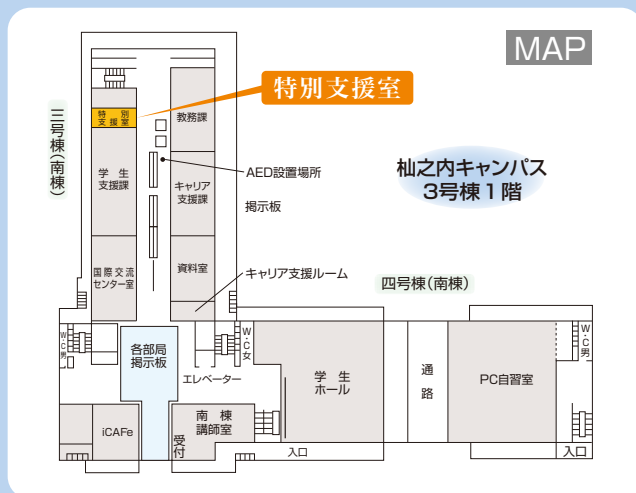 MAP
特別支援室
三号棟(南棟)
特別
支援室
教務課
学生
支援課
AED設置場所
掲示板
キャリア
支援課
杣之内キャンパス
3号棟1階
国際交流
センター室
資料室
キャリア支援ルーム
四号棟(南棟)
W・C男
各部局
掲示板
W・C女
エレベーター
学生
ホール
通路
PC自習室
W・C男
iCAFe
受付
南棟
講師室
入口
入口